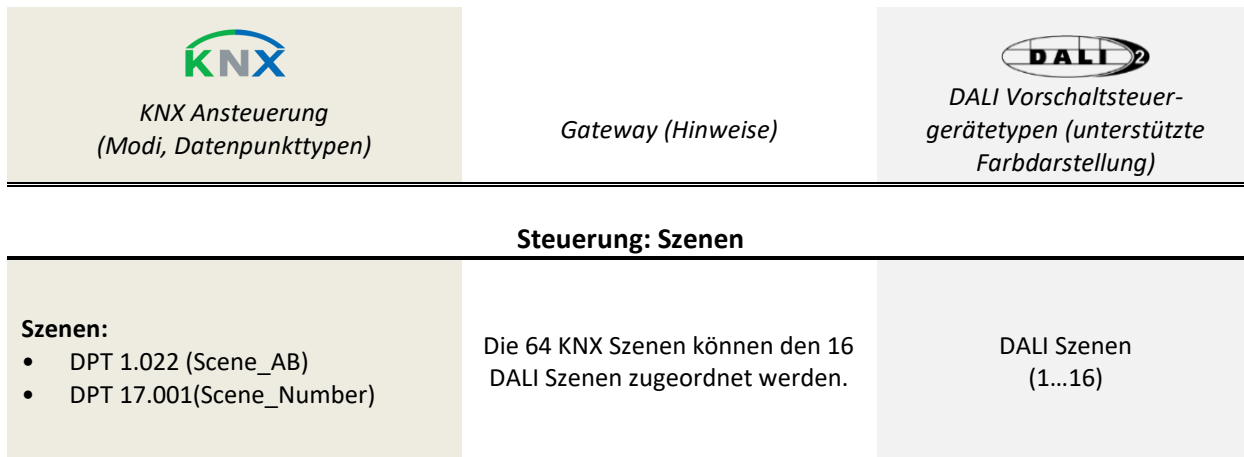 KNX
KNX Ansteuerung
(Modi, Datenpunkttypen)
Gateway (Hinweise)
DALI 2
DALI Vorschaltsteuer-
gerätetypen (unterstützte
Farbdarstellung)
Steuerung: Szenen
Szenen:
• DPT 1.022 (Scene_AB)
• DPT 17.001(Scene_Number)
Die 64 KNX Szenen können den 16
DALI Szenen zugeordnet werden.
DALI Szenen
(1…16)